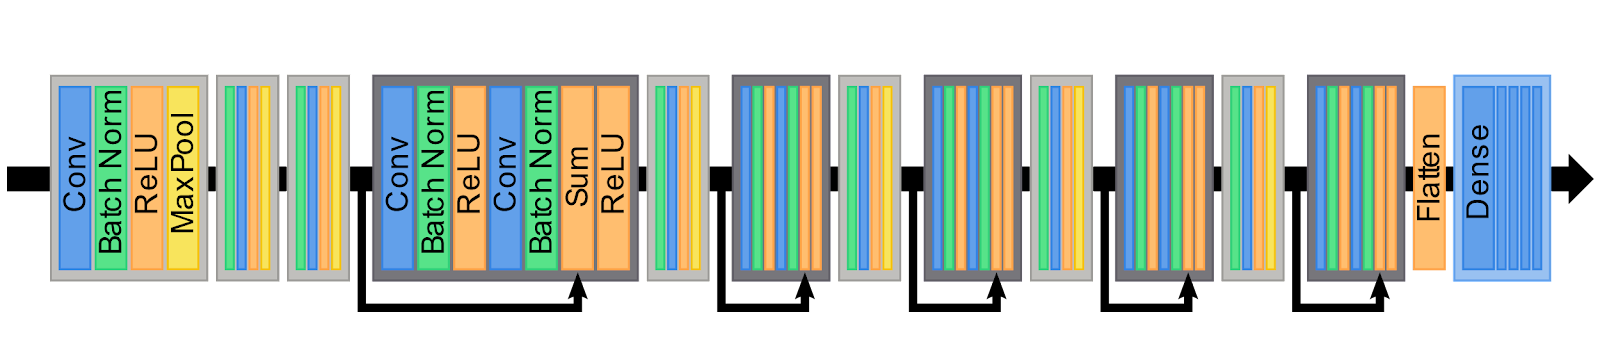 Conv
Batch Norm
ReLU
MaxPool
Conv
Batch Norm
ReLU
Conv
Batch Norm
Sum
ReLU
Flatten
Dense